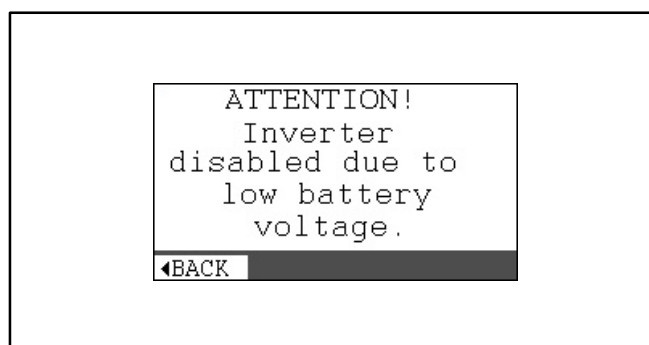 ATTENTION!
Inverter
disabled due to
low battery
voltage.
◀BACK